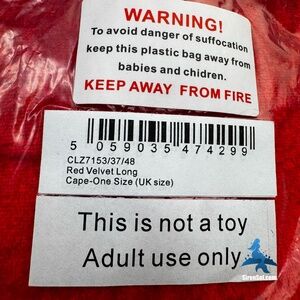 WARNING!
To avoid danger of suffocation
keep this plastic bag away from
babies and chidren.
KEEP AWAY FROM FIRE
5 059035 474299
CLZ7153/37/48
Red Velvet Long
Cape-One Size (UK size)
This is not a toy
Adult use only
SirenSol.com